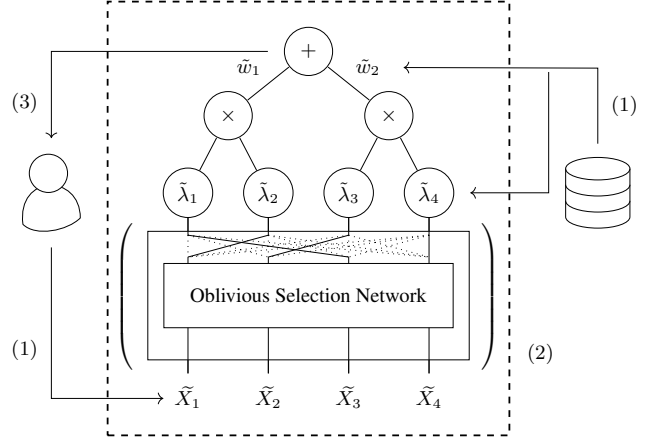 +
w̃₁ w̃₂
(3) (1)
× ×
λ̃₁ λ̃₂ λ̃₃ λ̃₄
Oblivious Selection Network
(1) (2)
X̃₁ X̃₂ X̃₃ X̃₄